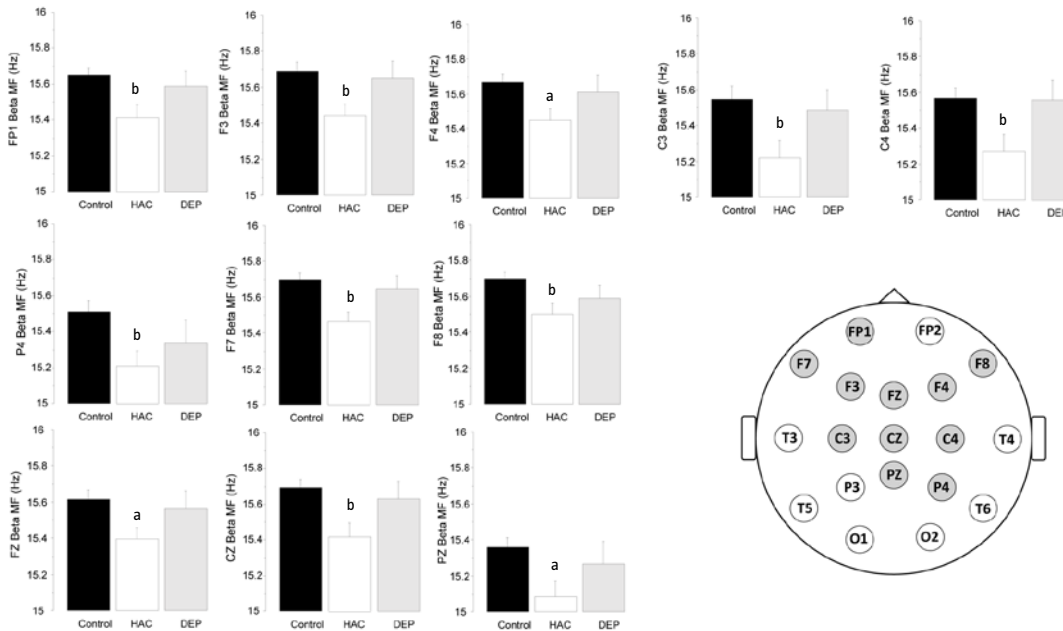 FP1 Beta MF (Hz)
16
15.8
15.6
15.4
15.2
15
b
Control HAC DEP
F3 Beta MF (Hz)
16
15.8
15.6
15.4
15.2
15
b
Control HAC DEP
F4 Beta MF (Hz)
16
15.8
15.6
15.4
15.2
15
a
Control HAC DEP
C3 Beta MF (Hz)
16
15.8
15.6
15.4
15.2
15
b
Control HAC DEP
C4 Beta MF (Hz)
16
15.8
15.6
15.4
15.2
15
b
Control HAC DEP
P4 Beta MF (Hz)
16
15.8
15.6
15.4
15.2
15
b
Control HAC DEP
F7 Beta MF (Hz)
16
15.8
15.6
15.4
15.2
15
b
Control HAC DEP
F8 Beta MF (Hz)
16
15.8
15.6
15.4
15.2
15
b
Control HAC DEP
FZ Beta MF (Hz)
16
15.8
15.6
15.4
15.2
15
a
Control HAC DEP
CZ Beta MF (Hz)
16
15.8
15.6
15.4
15.2
15
b
Control HAC DEP
PZ Beta MF (Hz)
16
15.8
15.6
15.4
15.2
15
a
Control HAC DEP
FP1 FP2
F7 F8
F3 FZ F4
T3 C3 CZ C4 T4
P3 PZ P4
T5 T6
O1 O2